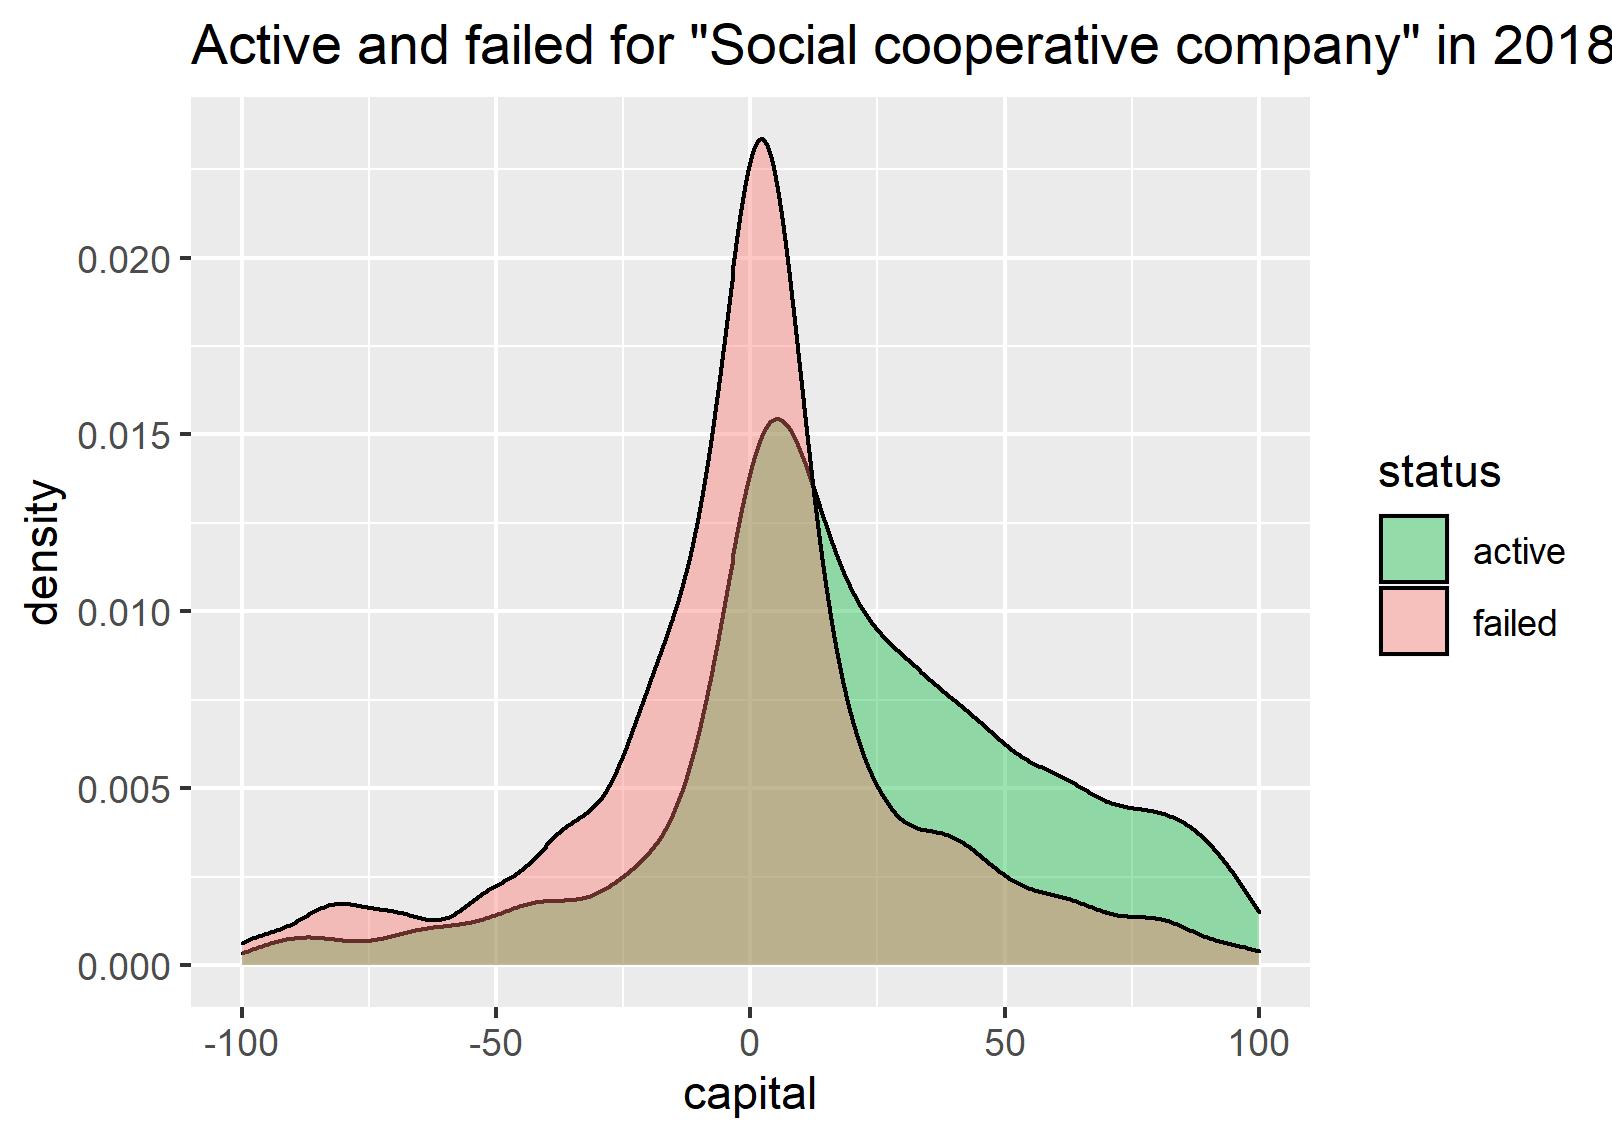 Active and failed for "Social cooperative company" in 2018
density
0.020
0.015
0.010
0.005
0.000
-100
-50
0
50
100
capital
status
active
failed